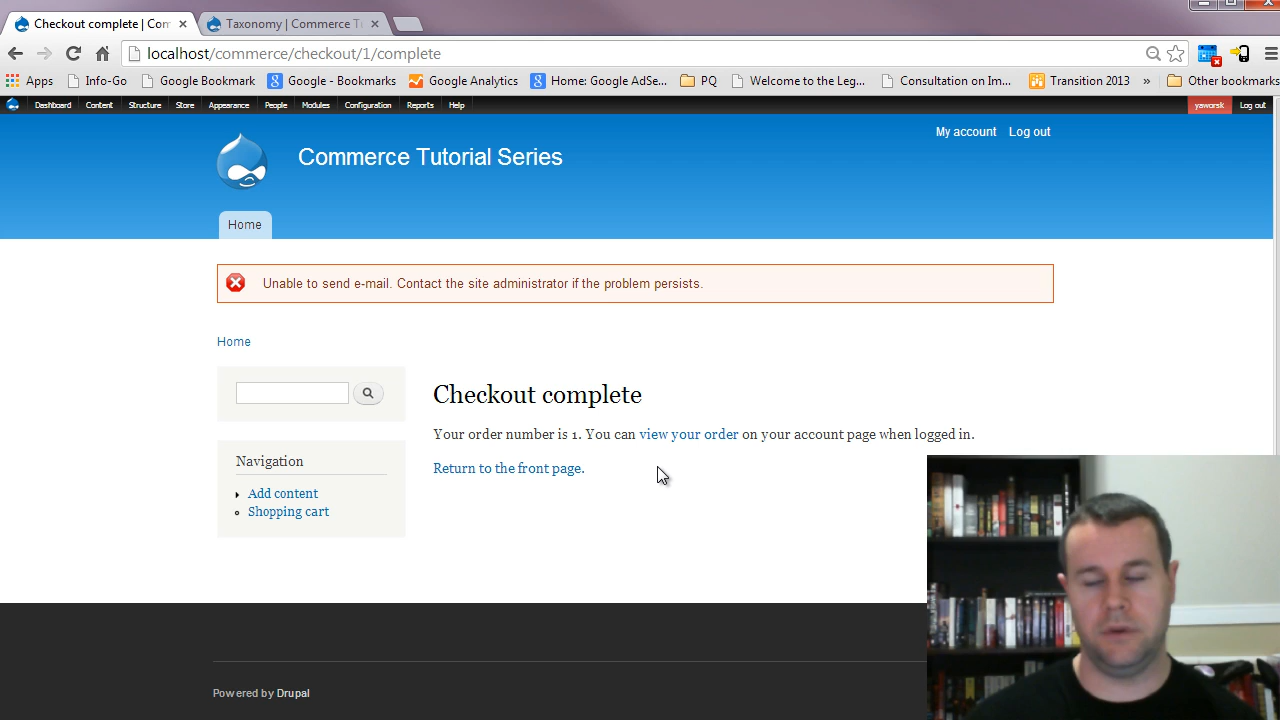 Checkout complete | Com
Taxonomy | Commerce T
localhost/commerce/checkout/1/complete
Apps Info-Go Google Bookmark Google - Bookmarks Google Analytics Home: Google AdSe... PQ Welcome to the Leg... Consultation on Im... Transition 2013 » Other bookmarks
Dashboard Content Structure Store Appearance People Modules Configuration Reports Help yaworsk Log out
My account Log out
Commerce Tutorial Series
Home
Unable to send e-mail. Contact the site administrator if the problem persists.
Home
Checkout complete
Your order number is 1. You can view your order on your account page when logged in.
Return to the front page.
Navigation
Add content
Shopping cart
Powered by Drupal